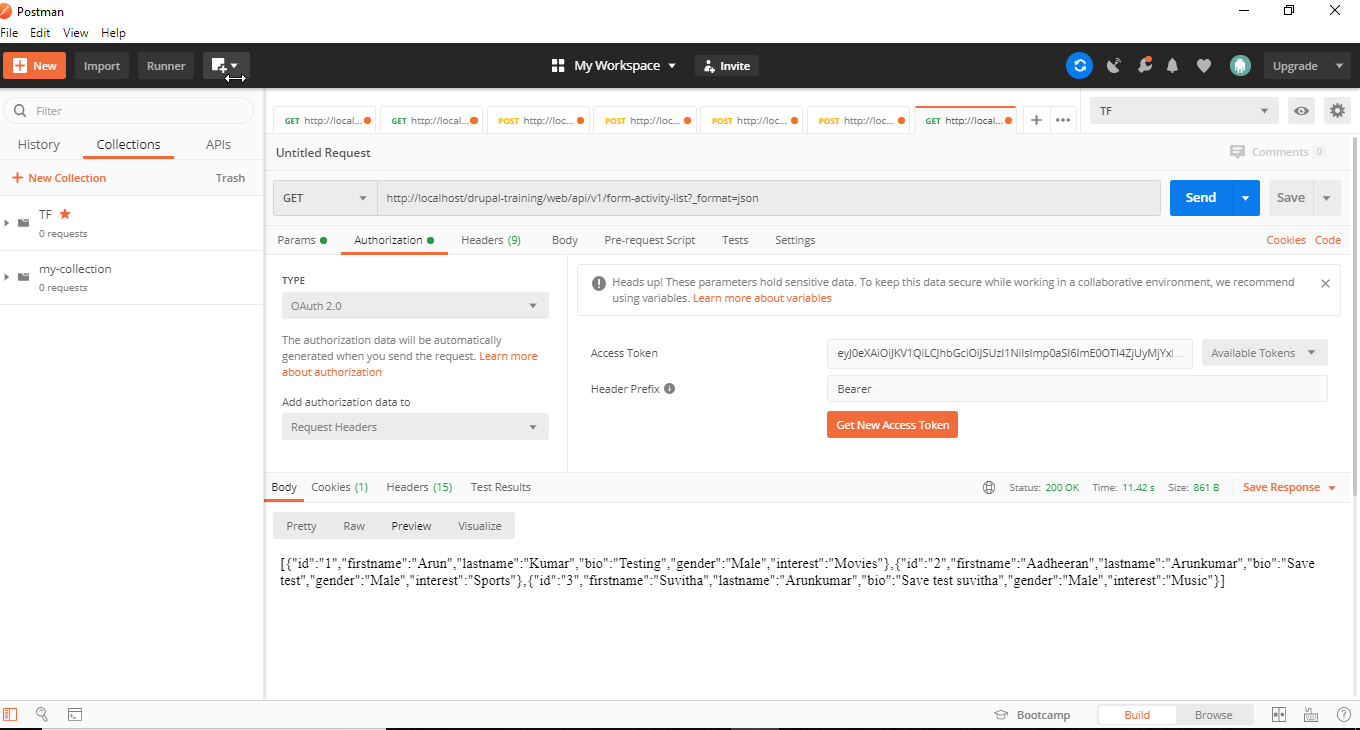 Postman
File Edit View Help
New Import Runner My Workspace Invite Upgrade
Filter
History Collections APIs
New Collection Trash
TF
0 requests
my-collection
0 requests
GET http://local... GET http://local... POST http://loc... POST http://loc... POST http://loc... POST http://loc... GET http://local... TF
Untitled Request Comments 0
GET http://localhost/drupal-training/web/api/v1/form-activity-list?_format=json Send Save
Params Authorization Headers (9) Body Pre-request Script Tests Settings Cookies Code
TYPE
OAuth 2.0
The authorization data will be automatically
generated when you send the request. Learn more
about authorization
Add authorization data to
Request Headers
Heads up! These parameters hold sensitive data. To keep this data secure while working in a collaborative environment, we recommend
using variables. Learn more about variables
Access Token Available Tokens
Header Prefix Bearer
Get New Access Token
Body Cookies (1) Headers (15) Test Results Status: 200 OK Time: 11.42 s Size: 861 B Save Response
Pretty Raw Preview Visualize
[{"id":"1","firstname":"Arun","lastname":"Kumar","bio":"Testing","gender":"Male","interest":"Movies"},{"id":"2","firstname":"Aadheeran","lastname":"Arunkumar","bio":"Save
test","gender":"Male","interest":"Sports"},{"id":"3","firstname":"Suvitha","lastname":"Arunkumar","bio":"Save test suvitha","gender":"Male","interest":"Music"}]
Bootcamp Build Browse